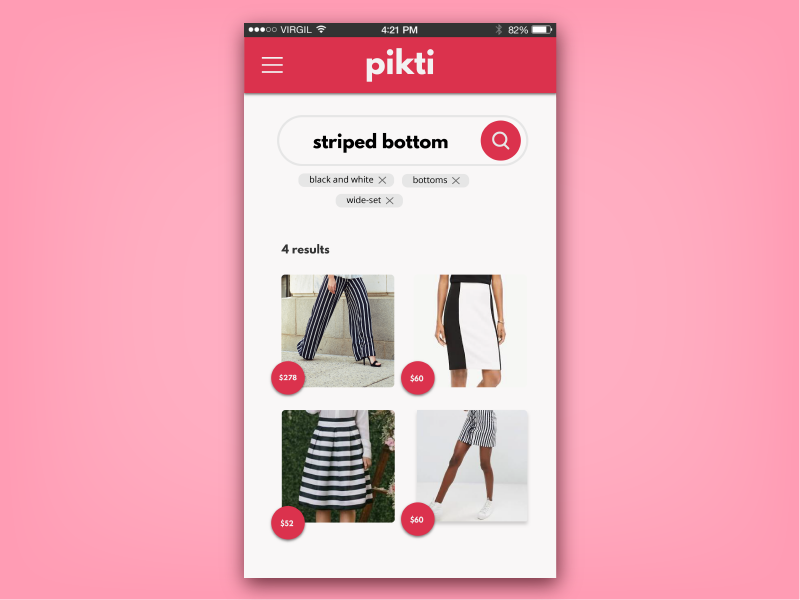 VIRGIL 4:21 PM 82%
pikti
striped bottom
black and white bottoms
wide-set
4 results
$278 $60
$52 $60